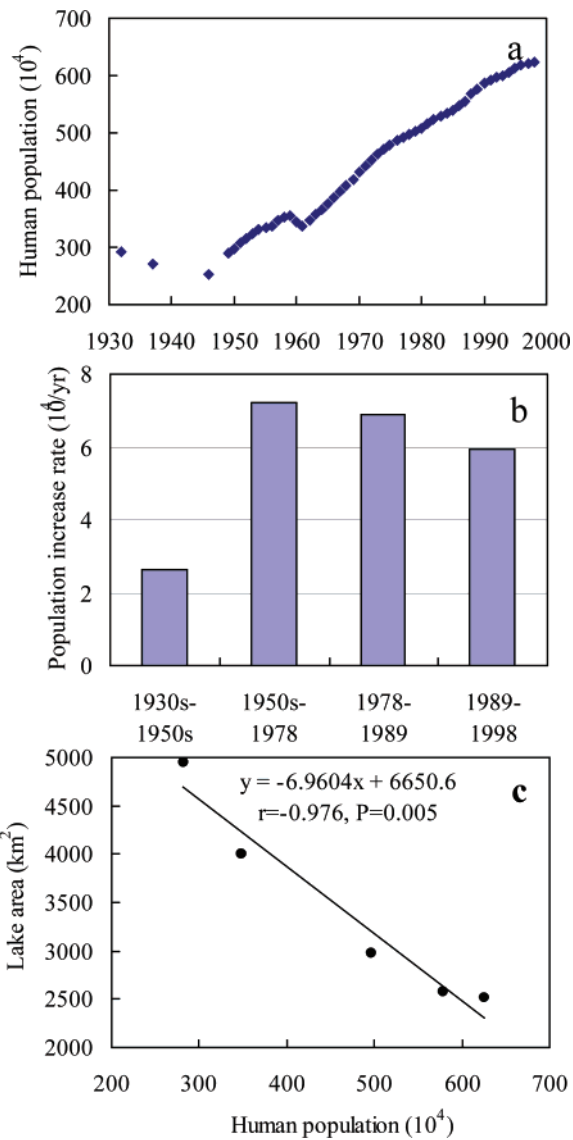 a
700
600
500
400
300
200
Human population (10⁴)
1930 1940 1950 1960 1970 1980 1990 2000
b
8
6
4
2
0
Population increase rate (10⁴/yr)
1930s- 1950s- 1978- 1989-
1950s 1978 1989 1998
c
y = -6.9604x + 6650.6
r=-0.976, P=0.005
5000
4500
4000
3500
3000
2500
2000
Lake area (km²)
200 300 400 500 600 700
Human population (10⁴)